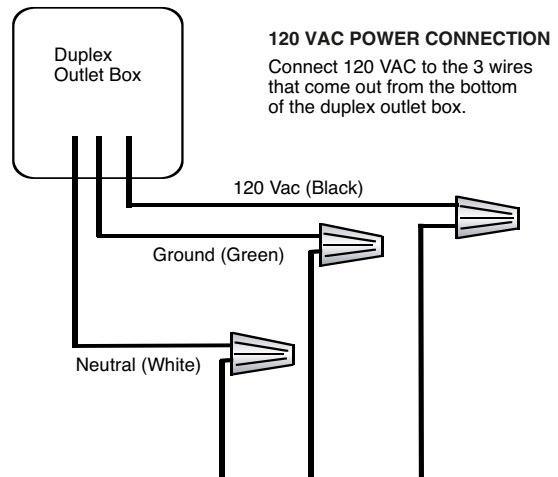 Duplex
Outlet Box
120 VAC POWER CONNECTION
Connect 120 VAC to the 3 wires
that come out from the bottom
of the duplex outlet box.
120 Vac (Black)
Ground (Green)
Neutral (White)